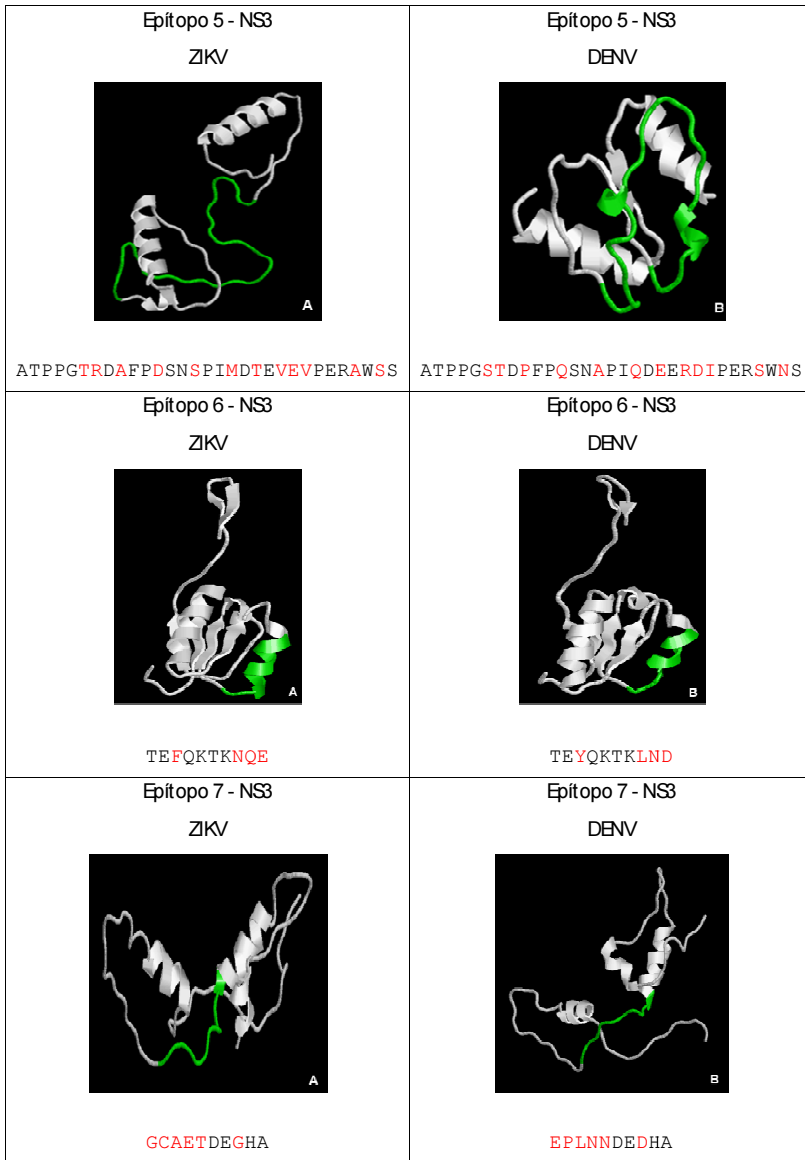 Epítopo 5 - NS3
ZIKV
A
ATPPGTRDAFPDSNSPIMDTEVEVPERAWSS
Epítopo 5 - NS3
DENV
B
ATPPGSTDPFPQSNAPIQDEERDIPERSWNS
Epítopo 6 - NS3
ZIKV
A
TEFQKTKNQE
Epítopo 6 - NS3
DENV
B
TEYQKTKLND
Epítopo 7 - NS3
ZIKV
A
GCAETDEGHA
Epítopo 7 - NS3
DENV
B
EPLNNDEDHA